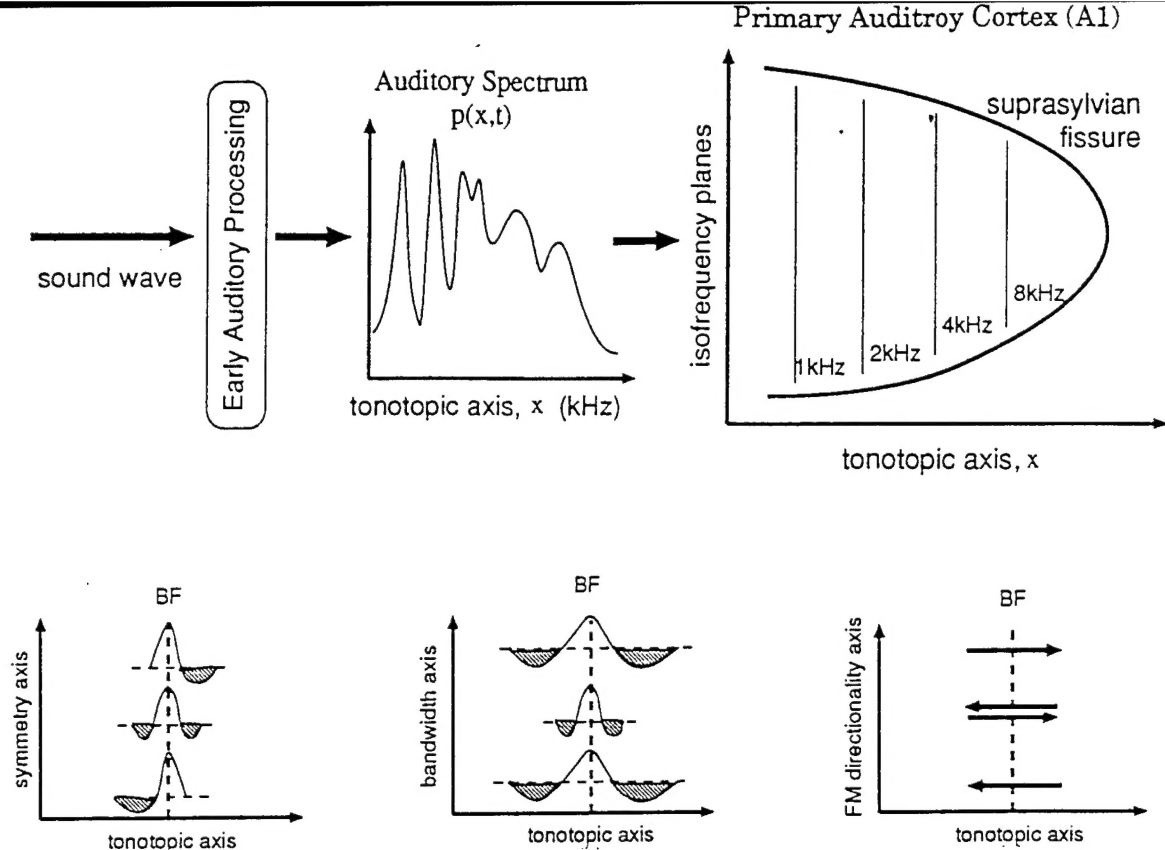 Primary Auditroy Cortex (A1)
Auditory Spectrum
p(x,t)
suprasylvian
fissure
Early Auditory Processing
sound wave
tonotopic axis, x (kHz)
isofrequency planes
1kHz
2kHz
4kHz
8kHz
tonotopic axis, x
BF
symmetry axis
tonotopic axis
BF
bandwidth axis
tonotopic axis
BF
FM directionality axis
tonotopic axis